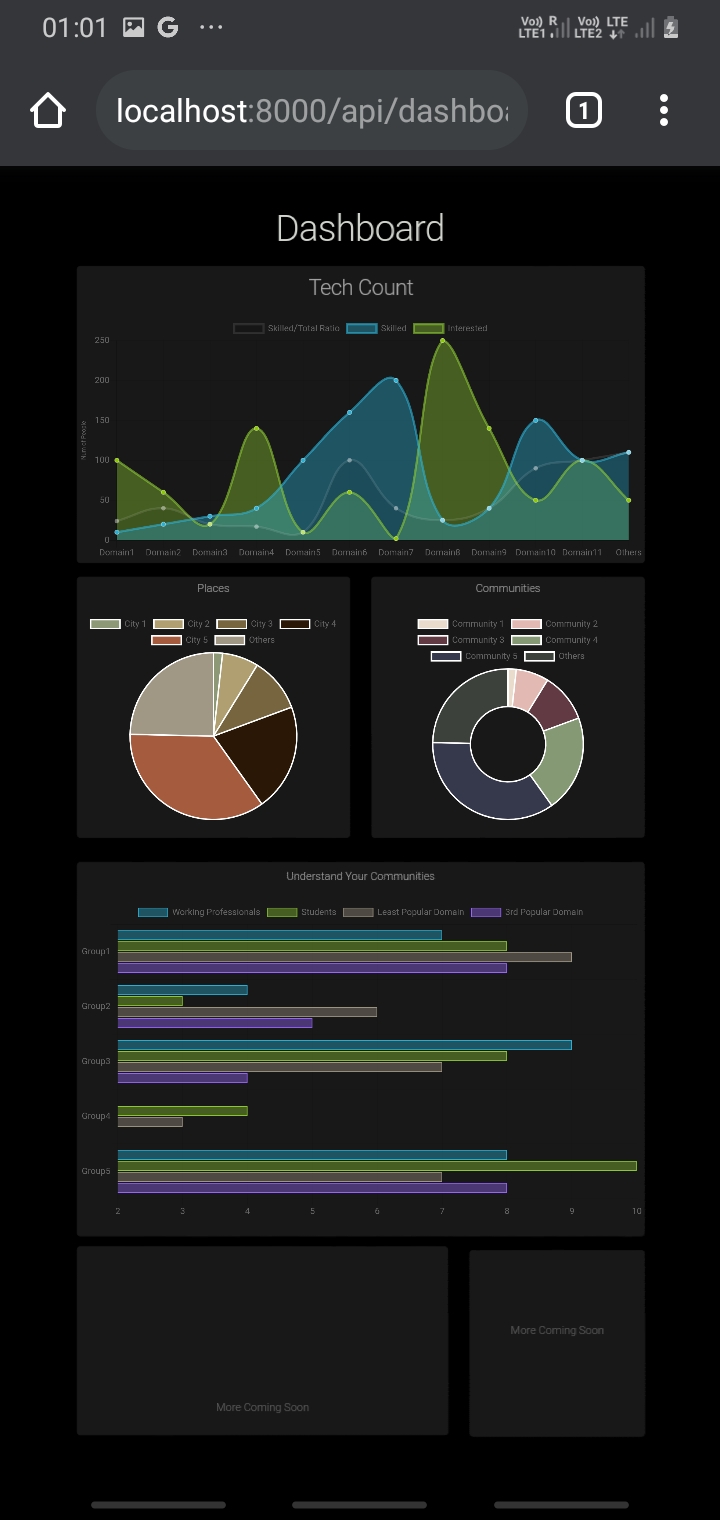 01:01 G ... Vo)) R LTE1 Vo)) LTE LTE2
localhost:8000/api/dashboa 1
Dashboard
Tech Count
Skilled/Total Ratio Skilled Interested
250
200
150
100
50
0
Num of People
Domain1 Domain2 Domain3 Domain4 Domain5 Domain6 Domain7 Domain8 Domain9 Domain10 Domain11 Others
Places
City 1 City 2 City 3 City 4
City 5 Others
Communities
Community 1 Community 2
Community 3 Community 4
Community 5 Others
Understand Your Communities
Working Professionals Students Least Popular Domain 3rd Popular Domain
Group1
Group2
Group3
Group4
Group5
2 3 4 5 6 7 8 9 10
More Coming Soon
More Coming Soon